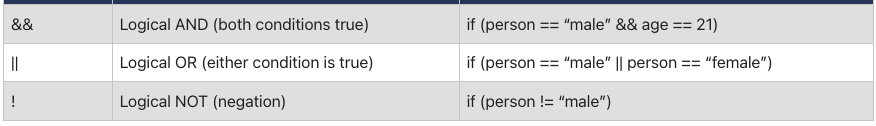 && Logical AND (both conditions true) if (person == “male” && age == 21)
|| Logical OR (either condition is true) if (person == “male” || person == “female”)
! Logical NOT (negation) if (person != “male”)